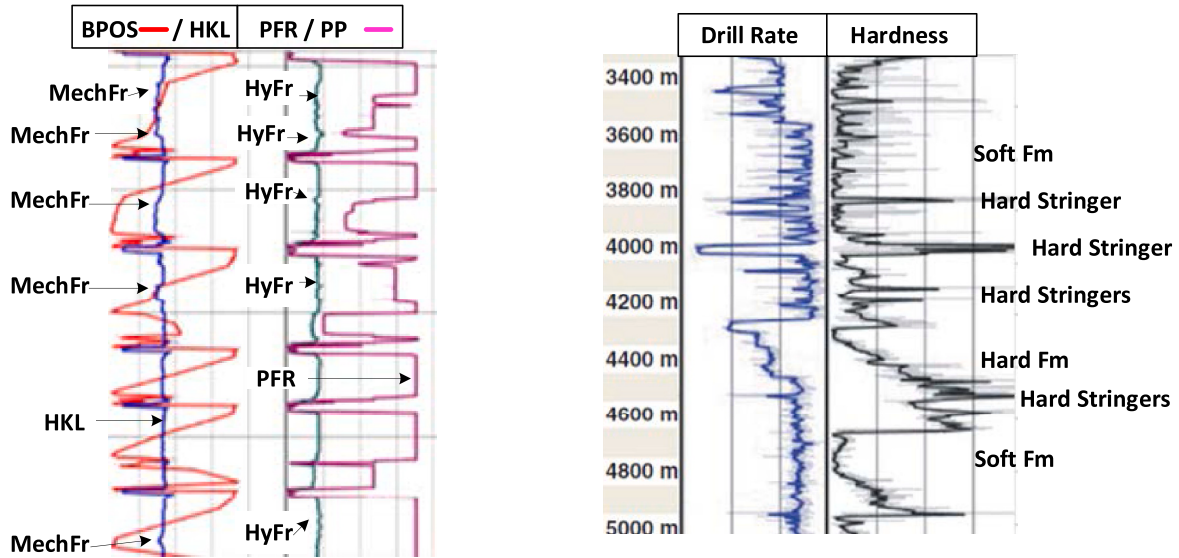 BPOS / HKL
PFR / PP
MechFr
MechFr
MechFr
MechFr
HKL
MechFr
HyFr
HyFr
HyFr
HyFr
PFR
HyFr
Drill Rate
Hardness
3400 m
3600 m
3800 m
4000 m
4200 m
4400 m
4600 m
4800 m
5000 m
Soft Fm
Hard Stringer
Hard Stringer
Hard Stringers
Hard Fm
Hard Stringers
Soft Fm